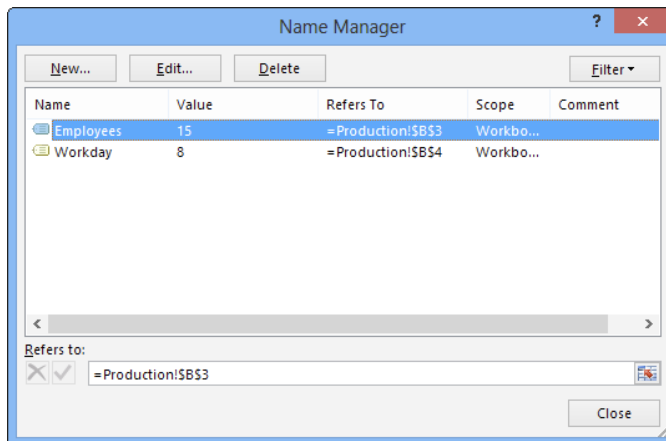 Name Manager ? ×
New... Edit... Delete Filter
Name Value Refers To Scope Comment
Employees 15 =Production!$B$3 Workbo...
Workday 8 =Production!$B$4 Workbo...
Refers to:
=Production!$B$3
Close